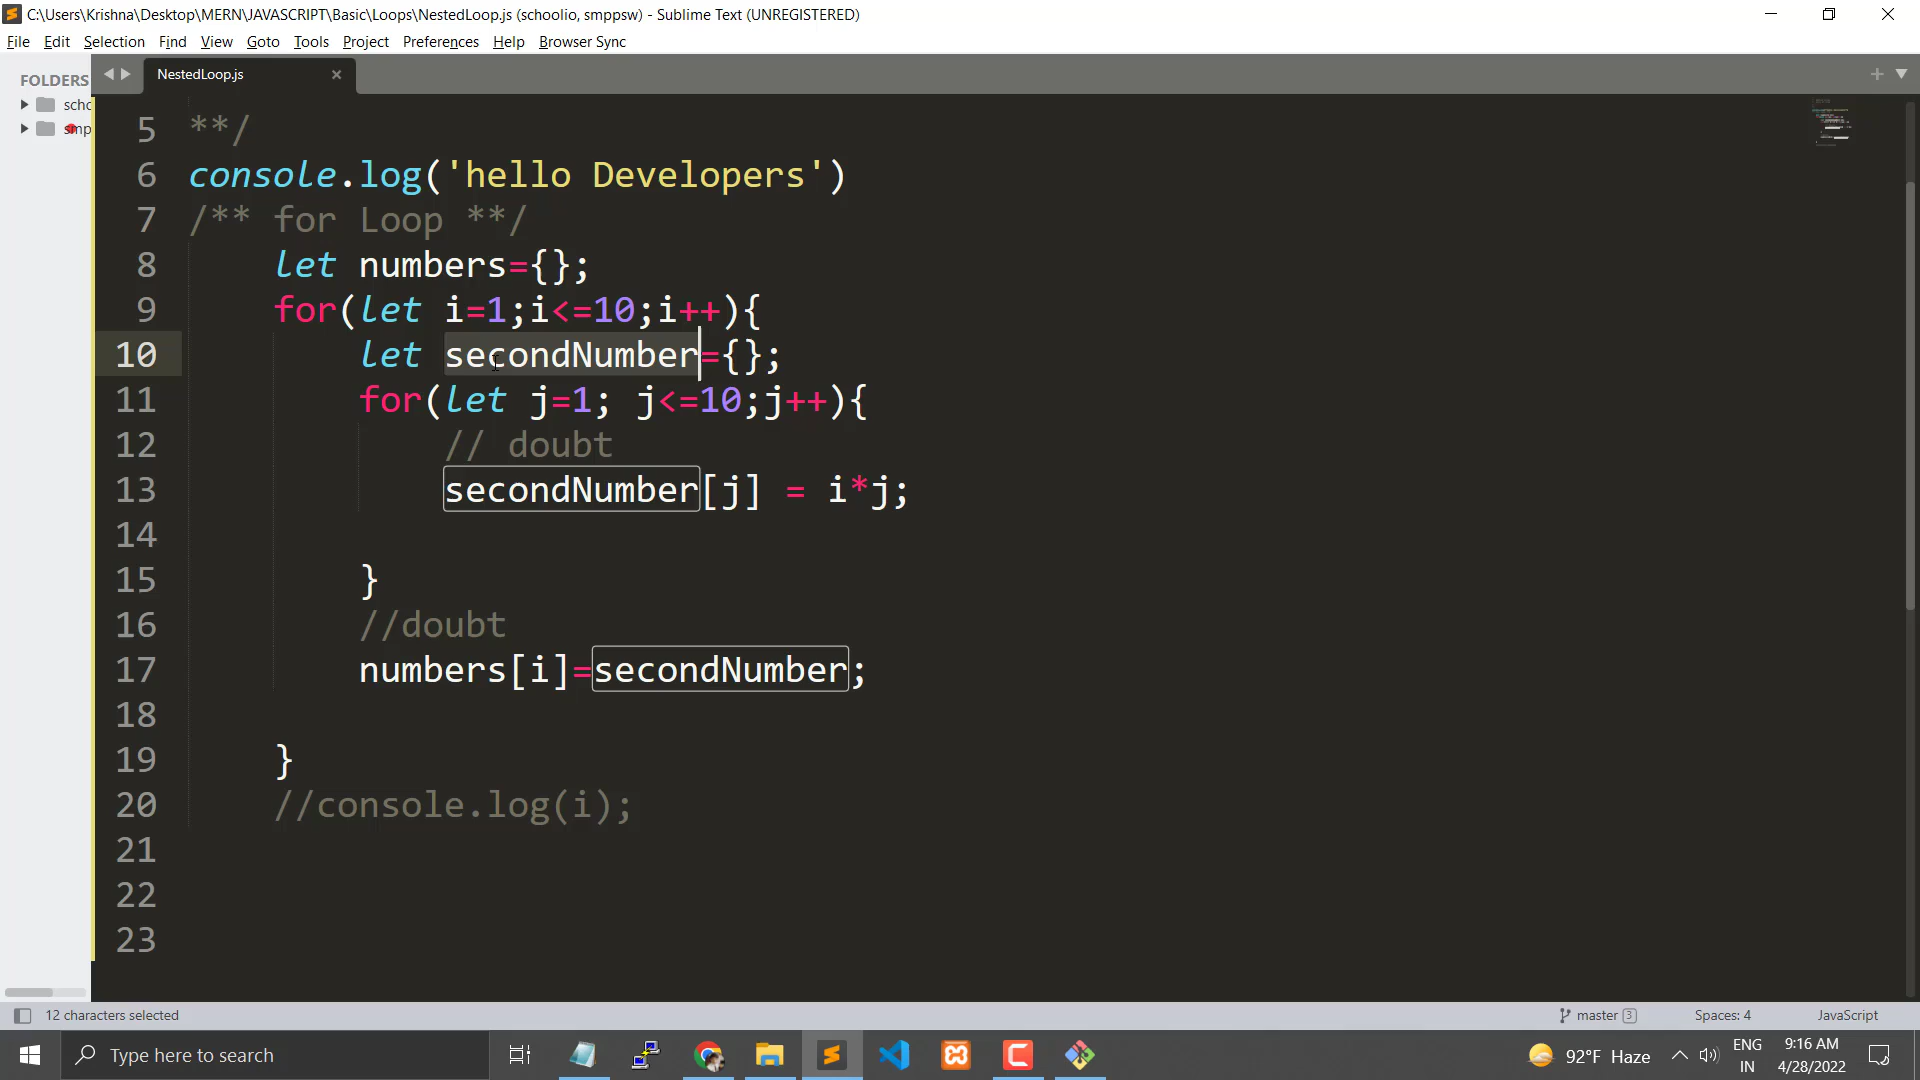 C:\Users\Krishna\Desktop\MERN\JAVASCRIPT\Basic\Loops\NestedLoop.js (schoolio, smppsw) - Sublime Text (UNREGISTERED)
File Edit Selection Find View Goto Tools Project Preferences Help Browser Sync
FOLDERS
NestedLoop.js
scho
smp
5 **/
6 console.log('hello Developers')
7 /** for Loop **/
8 let numbers={};
9 for(let i=1;i<=10;i++){
10 let secondNumber={};
11 for(let j=1; j<=10;j++){
12 // doubt
13 secondNumber[j] = i*j;
14
15 }
16 //doubt
17 numbers[i]=secondNumber;
18
19 }
20 //console.log(i);
21
22
23
12 characters selected
master 3
Spaces: 4
JavaScript
Type here to search
92°F Haze
ENG
IN
9:16 AM
4/28/2022